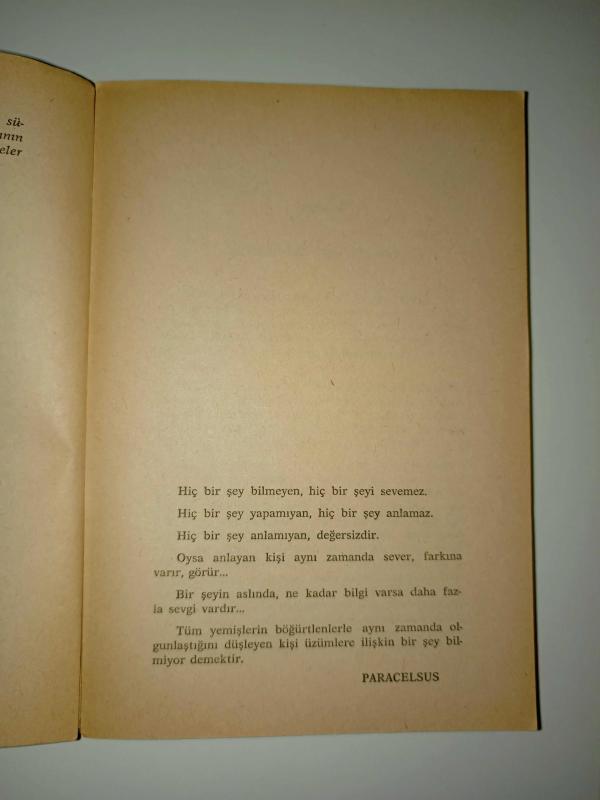 sü-
anın
eler
Hiç bir şey bilmeyen, hiç bir şeyi sevemez.
Hiç bir şey yapamıyan, hiç bir şey anlamaz.
Hiç bir şey anlamıyan, değersizdir.
Oysa anlayan kişi aynı zamanda sever, farkına
varır, görür...
Bir şeyin aslında, ne kadar bilgi varsa daha faz-
la sevgi vardır...
Tüm yemişlerin böğürtlenlerle aynı zamanda ol-
gunlaştığını düşleyen kişi üzümlere ilişkin bir şey bil-
miyor demektir.
PARACELSUS